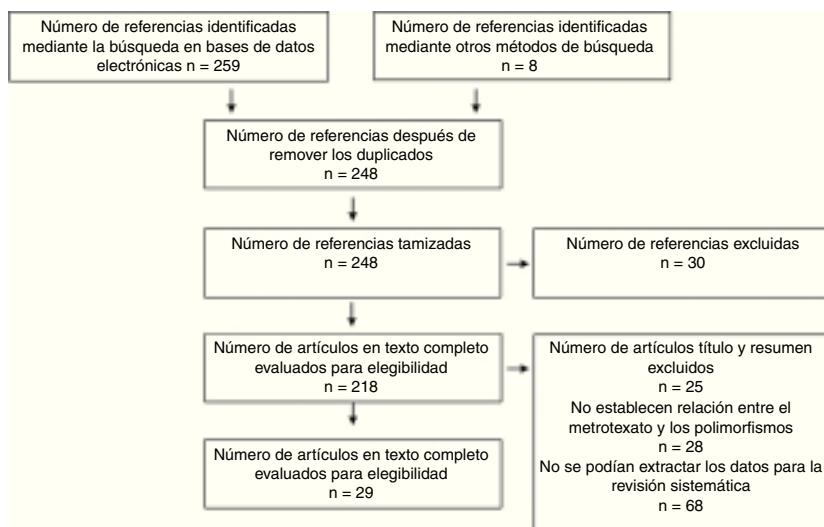 Número de referencias identificadas
mediante la búsqueda en bases de datos
electrónicas n = 259
Número de referencias identificadas
mediante otros métodos de búsqueda
n = 8
Número de referencias después de
remover los duplicados
n = 248
Número de referencias tamizadas
n = 248
Número de referencias excluidas
n = 30
Número de artículos en texto completo
evaluados para elegibilidad
n = 218
Número de artículos título y resumen
excluidos
n = 25
No establecen relación entre el
metrotexato y los polimorfismos
n = 28
No se podían extractar los datos para la
revisión sistemática
n = 68
Número de artículos en texto completo
evaluados para elegibilidad
n = 29